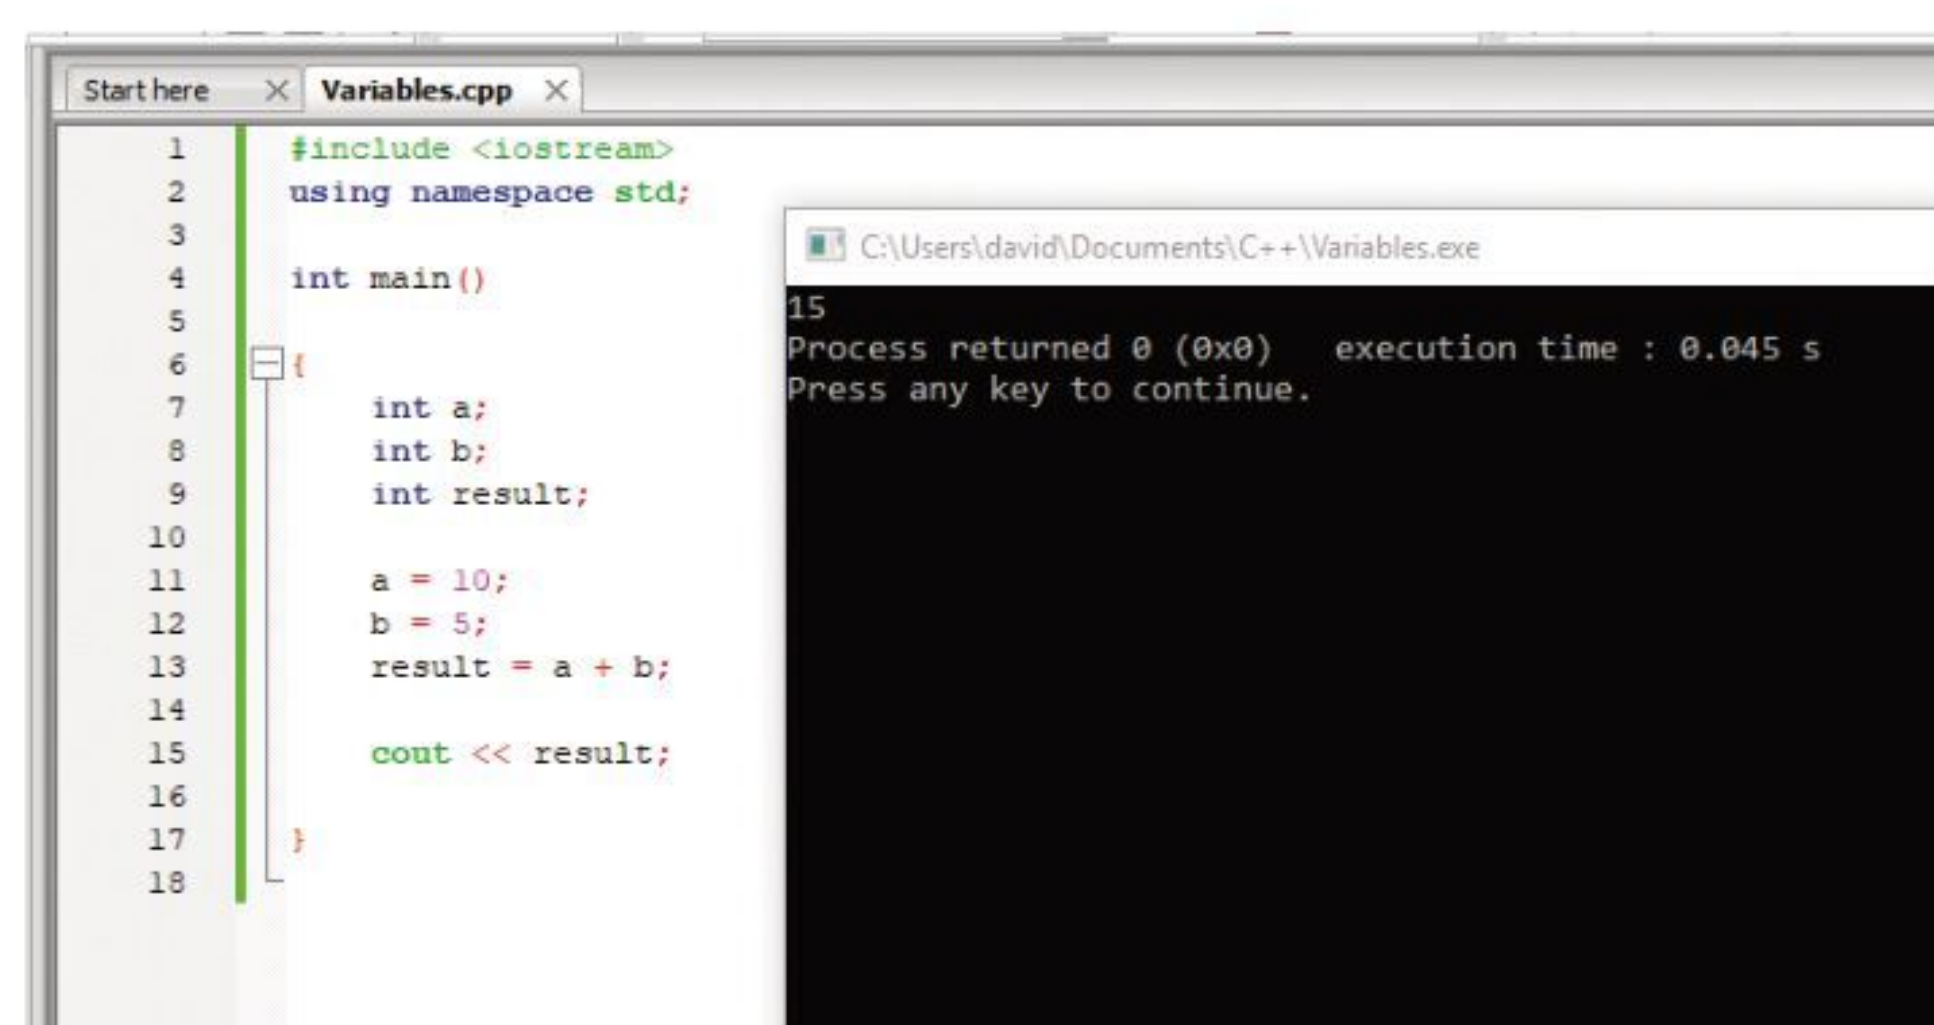 Start here Variables.cpp
1 #include <iostream>
2 using namespace std;
3
4 int main()
5
6 {
7 int a;
8 int b;
9 int result;
10
11 a = 10;
12 b = 5;
13 result = a + b;
14
15 cout << result;
16
17 }
18
C:\Users\david\Documents\C++\Variables.exe
15
Process returned 0 (0x0)   execution time : 0.045 s
Press any key to continue.